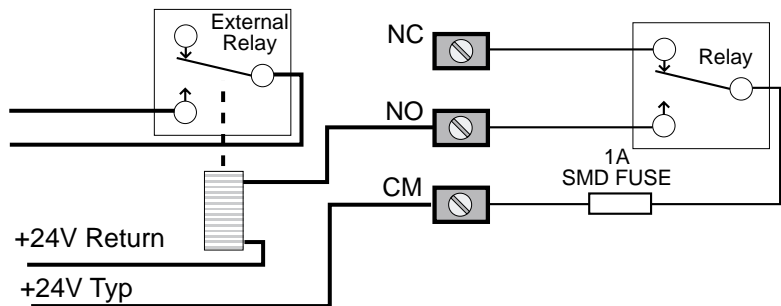 External
Relay
NC
Relay
NO
1A
SMD FUSE
CM
+24V Return
+24V Typ